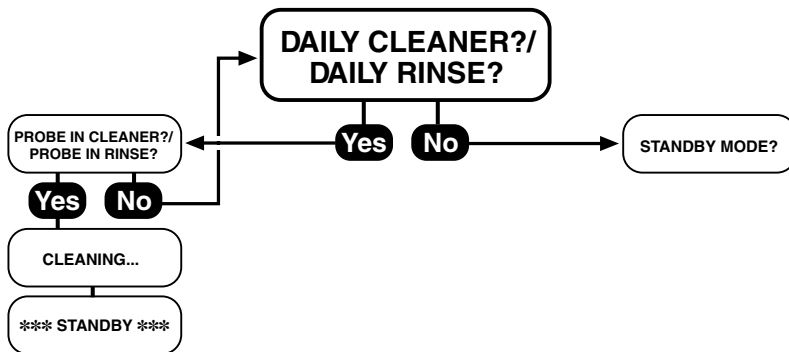 DAILY CLEANER?/
DAILY RINSE?
Yes
No
PROBE IN CLEANER?/
PROBE IN RINSE?
STANDBY MODE?
Yes
No
CLEANING...
*** STANDBY ***